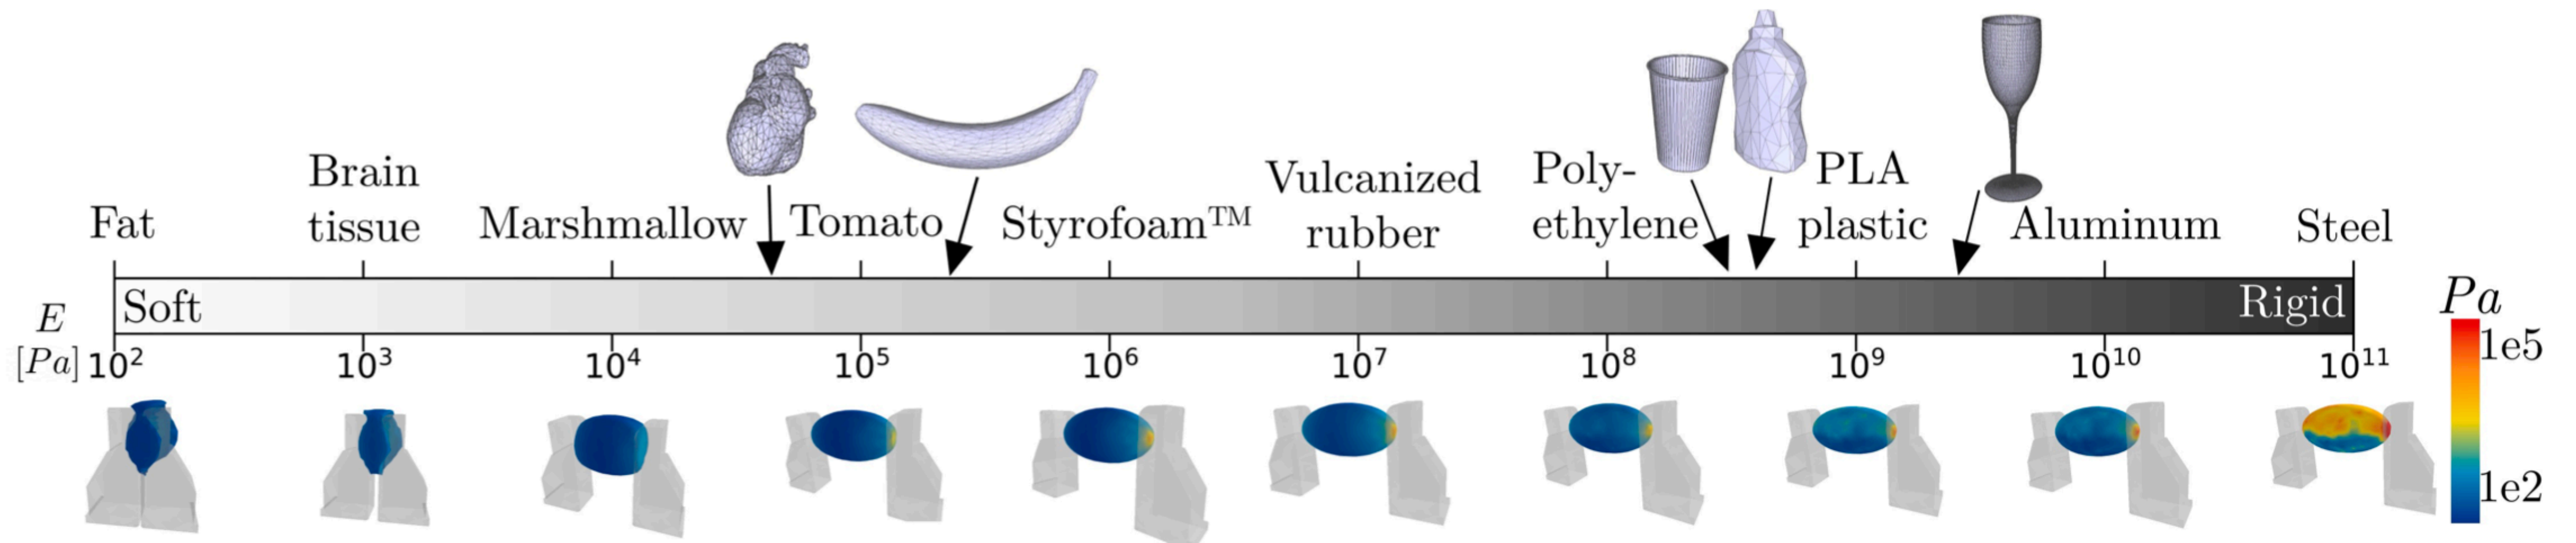 Brain
Vulcanized
Poly-
PLA
Fat
tissue
Marshmallow
Tomato
Styrofoam™
rubber
ethylene
plastic
Aluminum
Steel
Soft
Rigid
E
[Pa]
10² 10³ 10⁴ 10⁵ 10⁶ 10⁷ 10⁸ 10⁹ 10¹⁰ 10¹¹
Pa
1e5
1e2